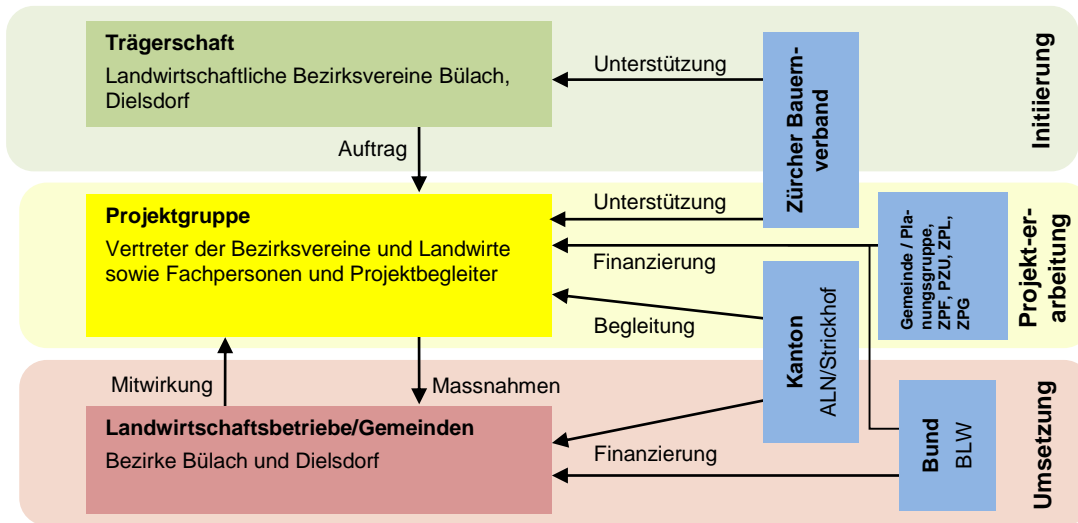 Trägerschaft
Landwirtschaftliche Bezirksvereine Bülach,
Dielsdorf
Unterstützung
Zürcher Bauern-
verband
Initiierung
Auftrag
Projektgruppe
Vertreter der Bezirksvereine und Landwirte
sowie Fachpersonen und Projektbegleiter
Unterstützung
Finanzierung
Begleitung
Gemeinde / Pla-
nungsgruppe,
ZPF, PZU, ZPL,
ZPG
Projekt-er-
arbeitung
Kanton
ALN/Strickhof
Mitwirkung
Massnahmen
Landwirtschaftsbetriebe/Gemeinden
Bezirke Bülach und Dielsdorf
Finanzierung
Bund
BLW
Umsetzung